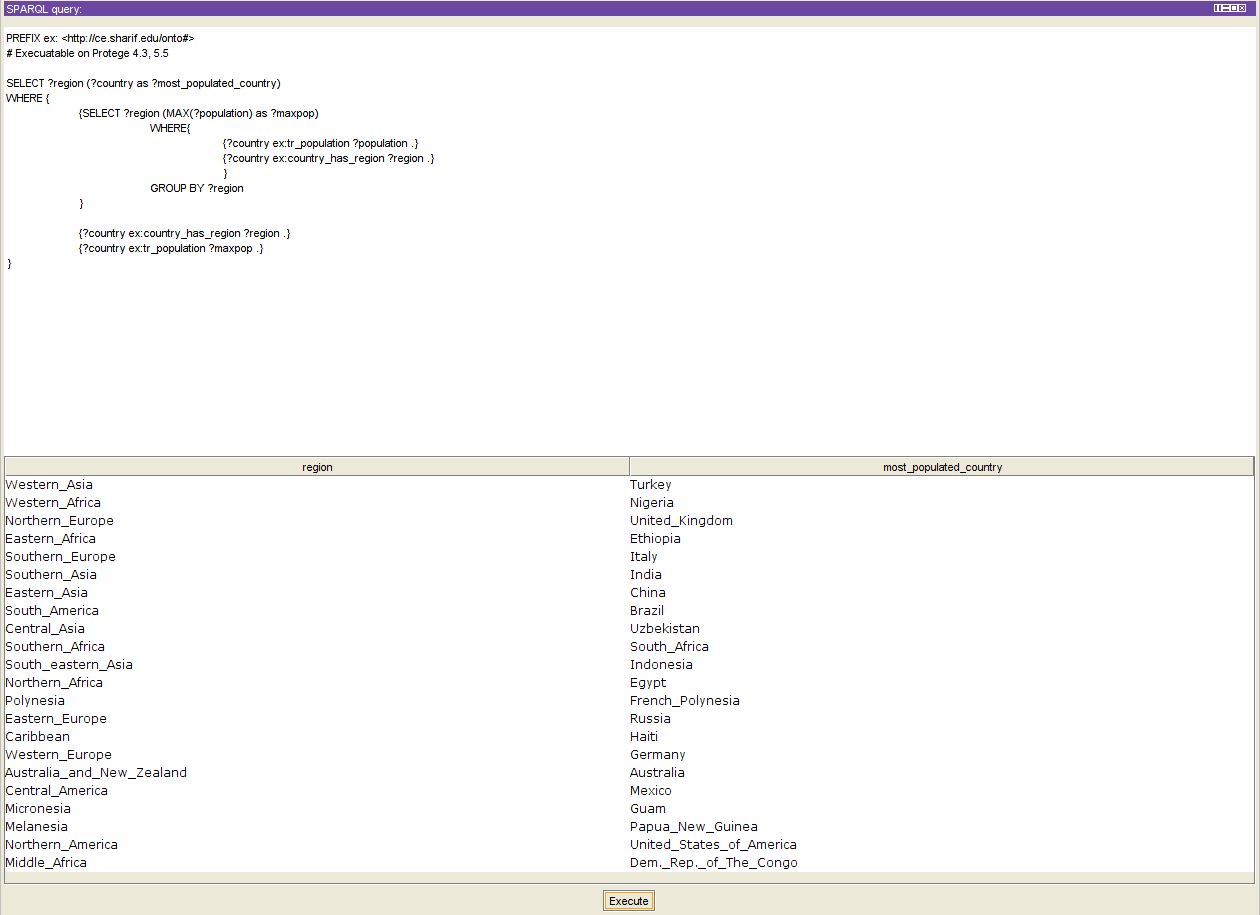 SPARQL query:
PREFIX ex: <http://ce.sharif.edu/onto#>
# Execuatable on Protege 4.3, 5.5
SELECT ?region (?country as ?most_populated_country)
WHERE {
{SELECT ?region (MAX(?population) as ?maxpop)
WHERE{
{?country ex:tr_population ?population .}
{?country ex:country_has_region ?region .}
}
GROUP BY ?region
}
{?country ex:country_has_region ?region .}
{?country ex:tr_population ?maxpop .}
}
region most_populated_country
Western_Asia Turkey
Western_Africa Nigeria
Northern_Europe United_Kingdom
Eastern_Africa Ethiopia
Southern_Europe Italy
Southern_Asia India
Eastern_Asia China
South_America Brazil
Central_Asia Uzbekistan
Southern_Africa South_Africa
South_eastern_Asia Indonesia
Northern_Africa Egypt
Polynesia French_Polynesia
Eastern_Europe Russia
Caribbean Haiti
Western_Europe Germany
Australia_and_New_Zealand Australia
Central_America Mexico
Micronesia Guam
Melanesia Papua_New_Guinea
Northern_America United_States_of_America
Middle_Africa Dem._Rep._of_The_Congo
Execute